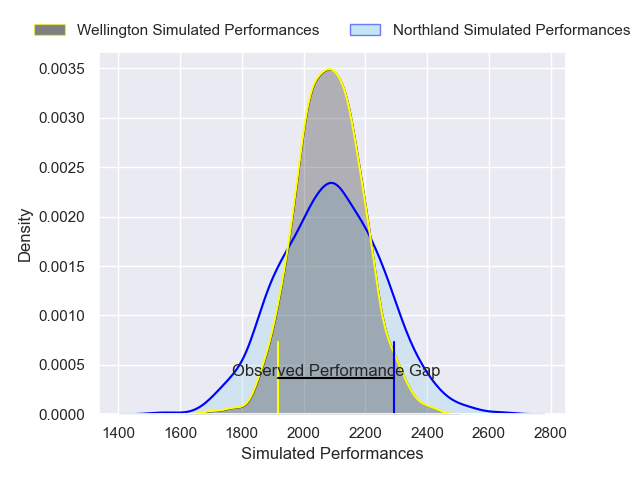 Wellington Simulated Performances
Northland Simulated Performances
0.0035
0.0030
0.0025
0.0020
0.0015
0.0010
0.0005
0.0000
Density
Observed Performance Gap
1400 1600 1800 2000 2200 2400 2600 2800
Simulated Performances